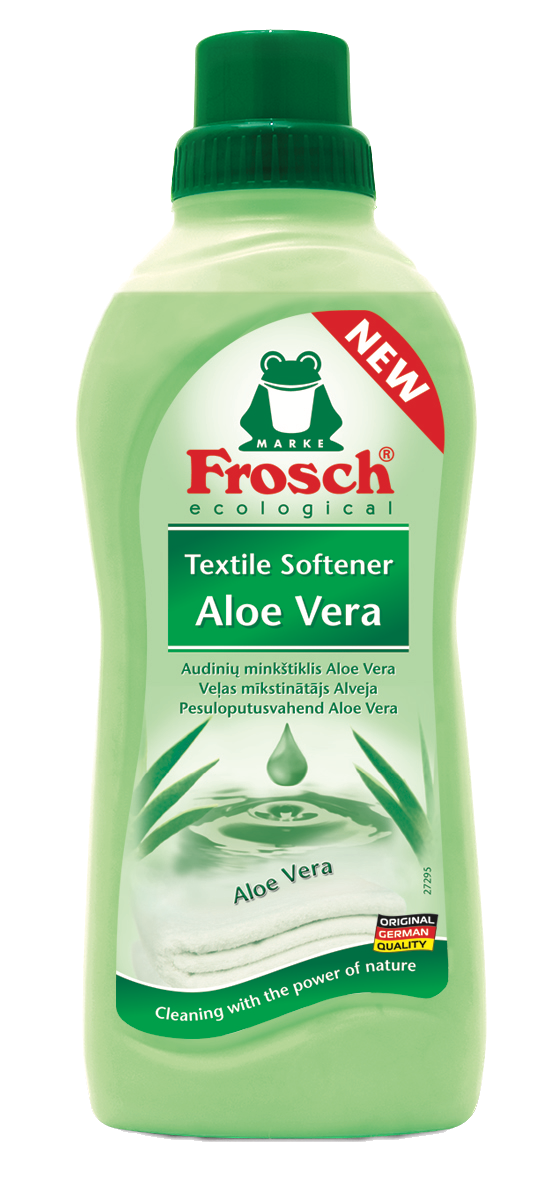 NEW
MARKE
Frosch®
ecological
Textile Softener
Aloe Vera
Audinių minkštiklis Aloe Vera
Veļas mīkstinātājs Alveja
Pesuloputusvahend Aloe Vera
Aloe Vera
27295
ORIGINAL
GERMAN
QUALITY
Cleaning with the power of nature